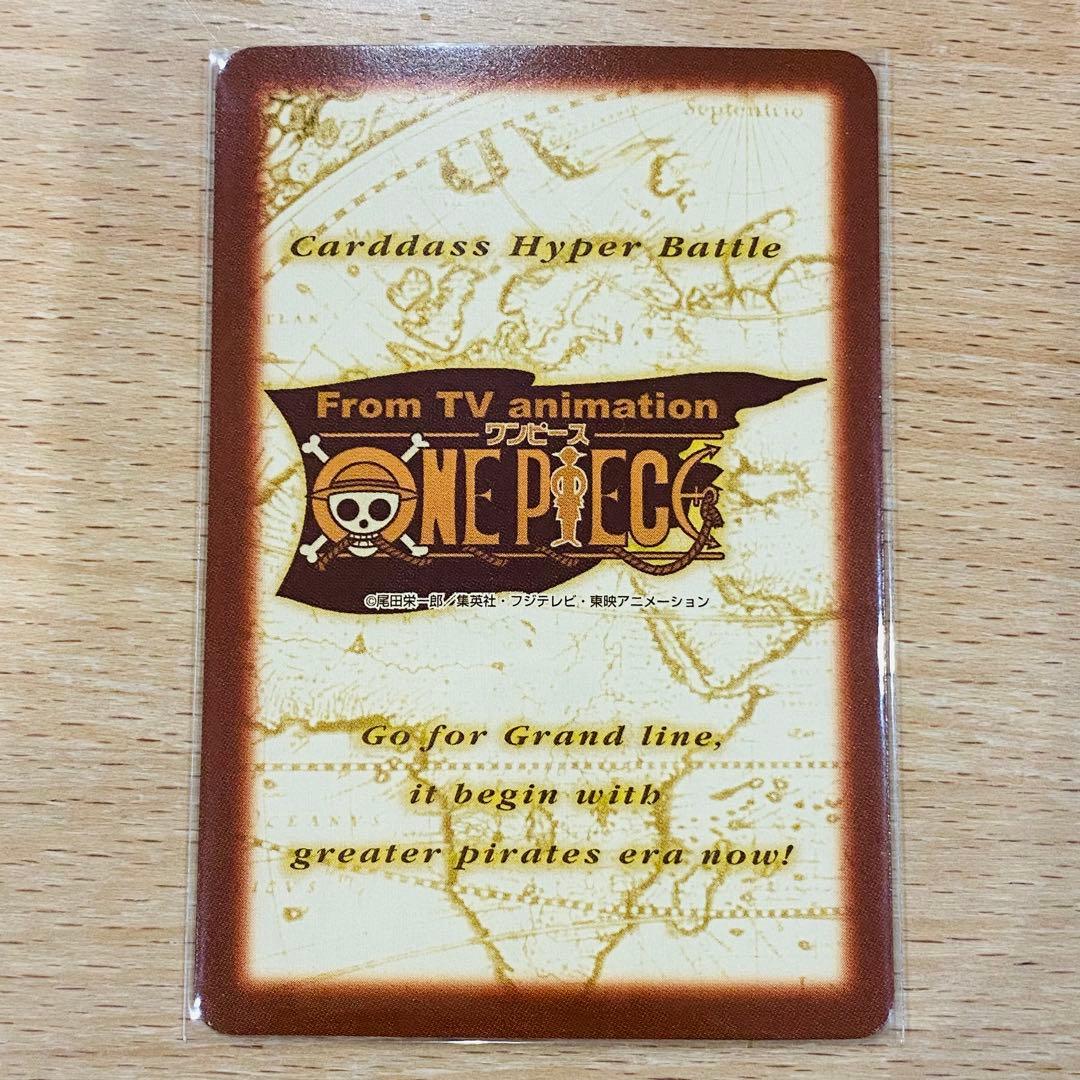 Septentrio
Carddass Hyper Battle
From TV animation
ワンピース
ONE PIECE
©尾田栄一郎／集英社・フジテレビ・東映アニメーション
Go for Grand line,
it begin with
greater pirates era now!